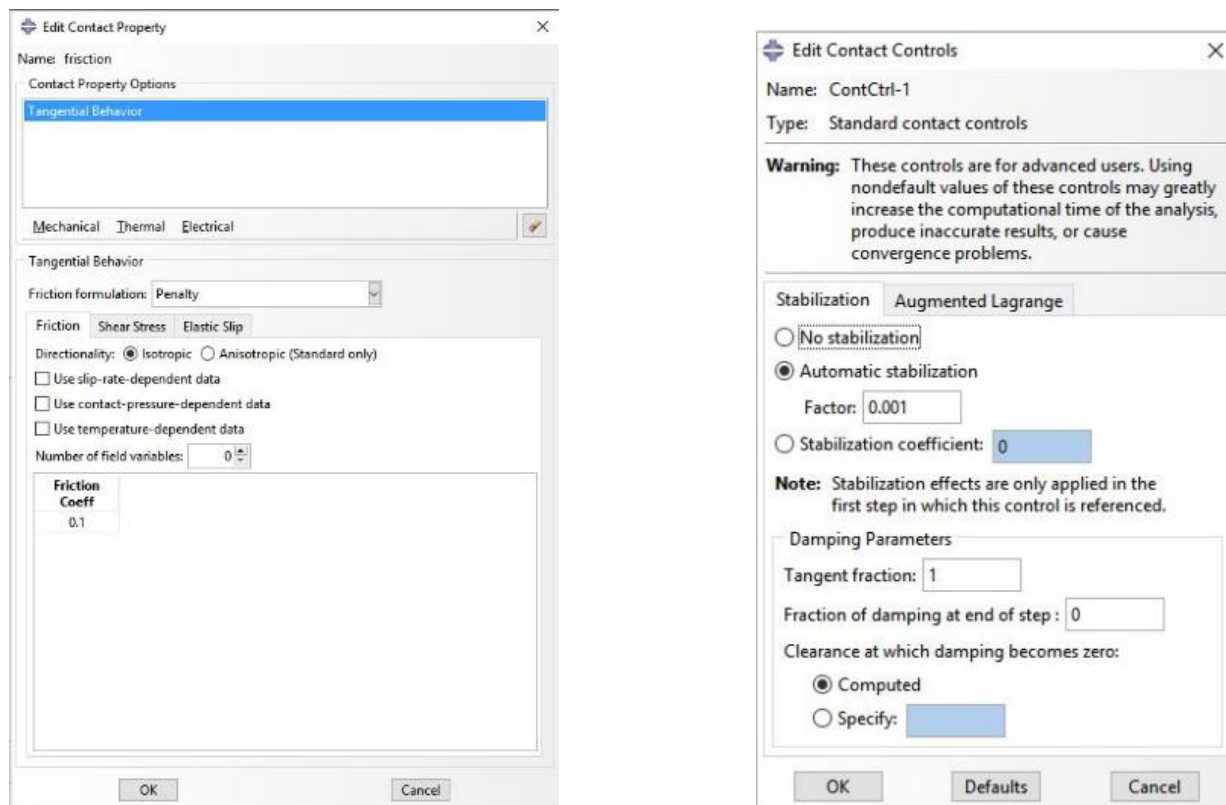 Edit Contact Property
Name: frisction
Contact Property Options
Tangential Behavior
Mechanical Thermal Electrical
Tangential Behavior
Friction formulation: Penalty
Friction Shear Stress Elastic Slip
Directionality: Isotropic Anisotropic (Standard only)
Use slip-rate-dependent data
Use contact-pressure-dependent data
Use temperature-dependent data
Number of field variables: 0
Friction
Coeff
0.1
OK Cancel
Edit Contact Controls
Name: ContCtrl-1
Type: Standard contact controls
Warning: These controls are for advanced users. Using
nondefault values of these controls may greatly
increase the computational time of the analysis,
produce inaccurate results, or cause
convergence problems.
Stabilization Augmented Lagrange
No stabilization
Automatic stabilization
Factor: 0.001
Stabilization coefficient: 0
Note: Stabilization effects are only applied in the
first step in which this control is referenced.
Damping Parameters
Tangent fraction: 1
Fraction of damping at end of step : 0
Clearance at which damping becomes zero:
Computed
Specify:
OK Defaults Cancel